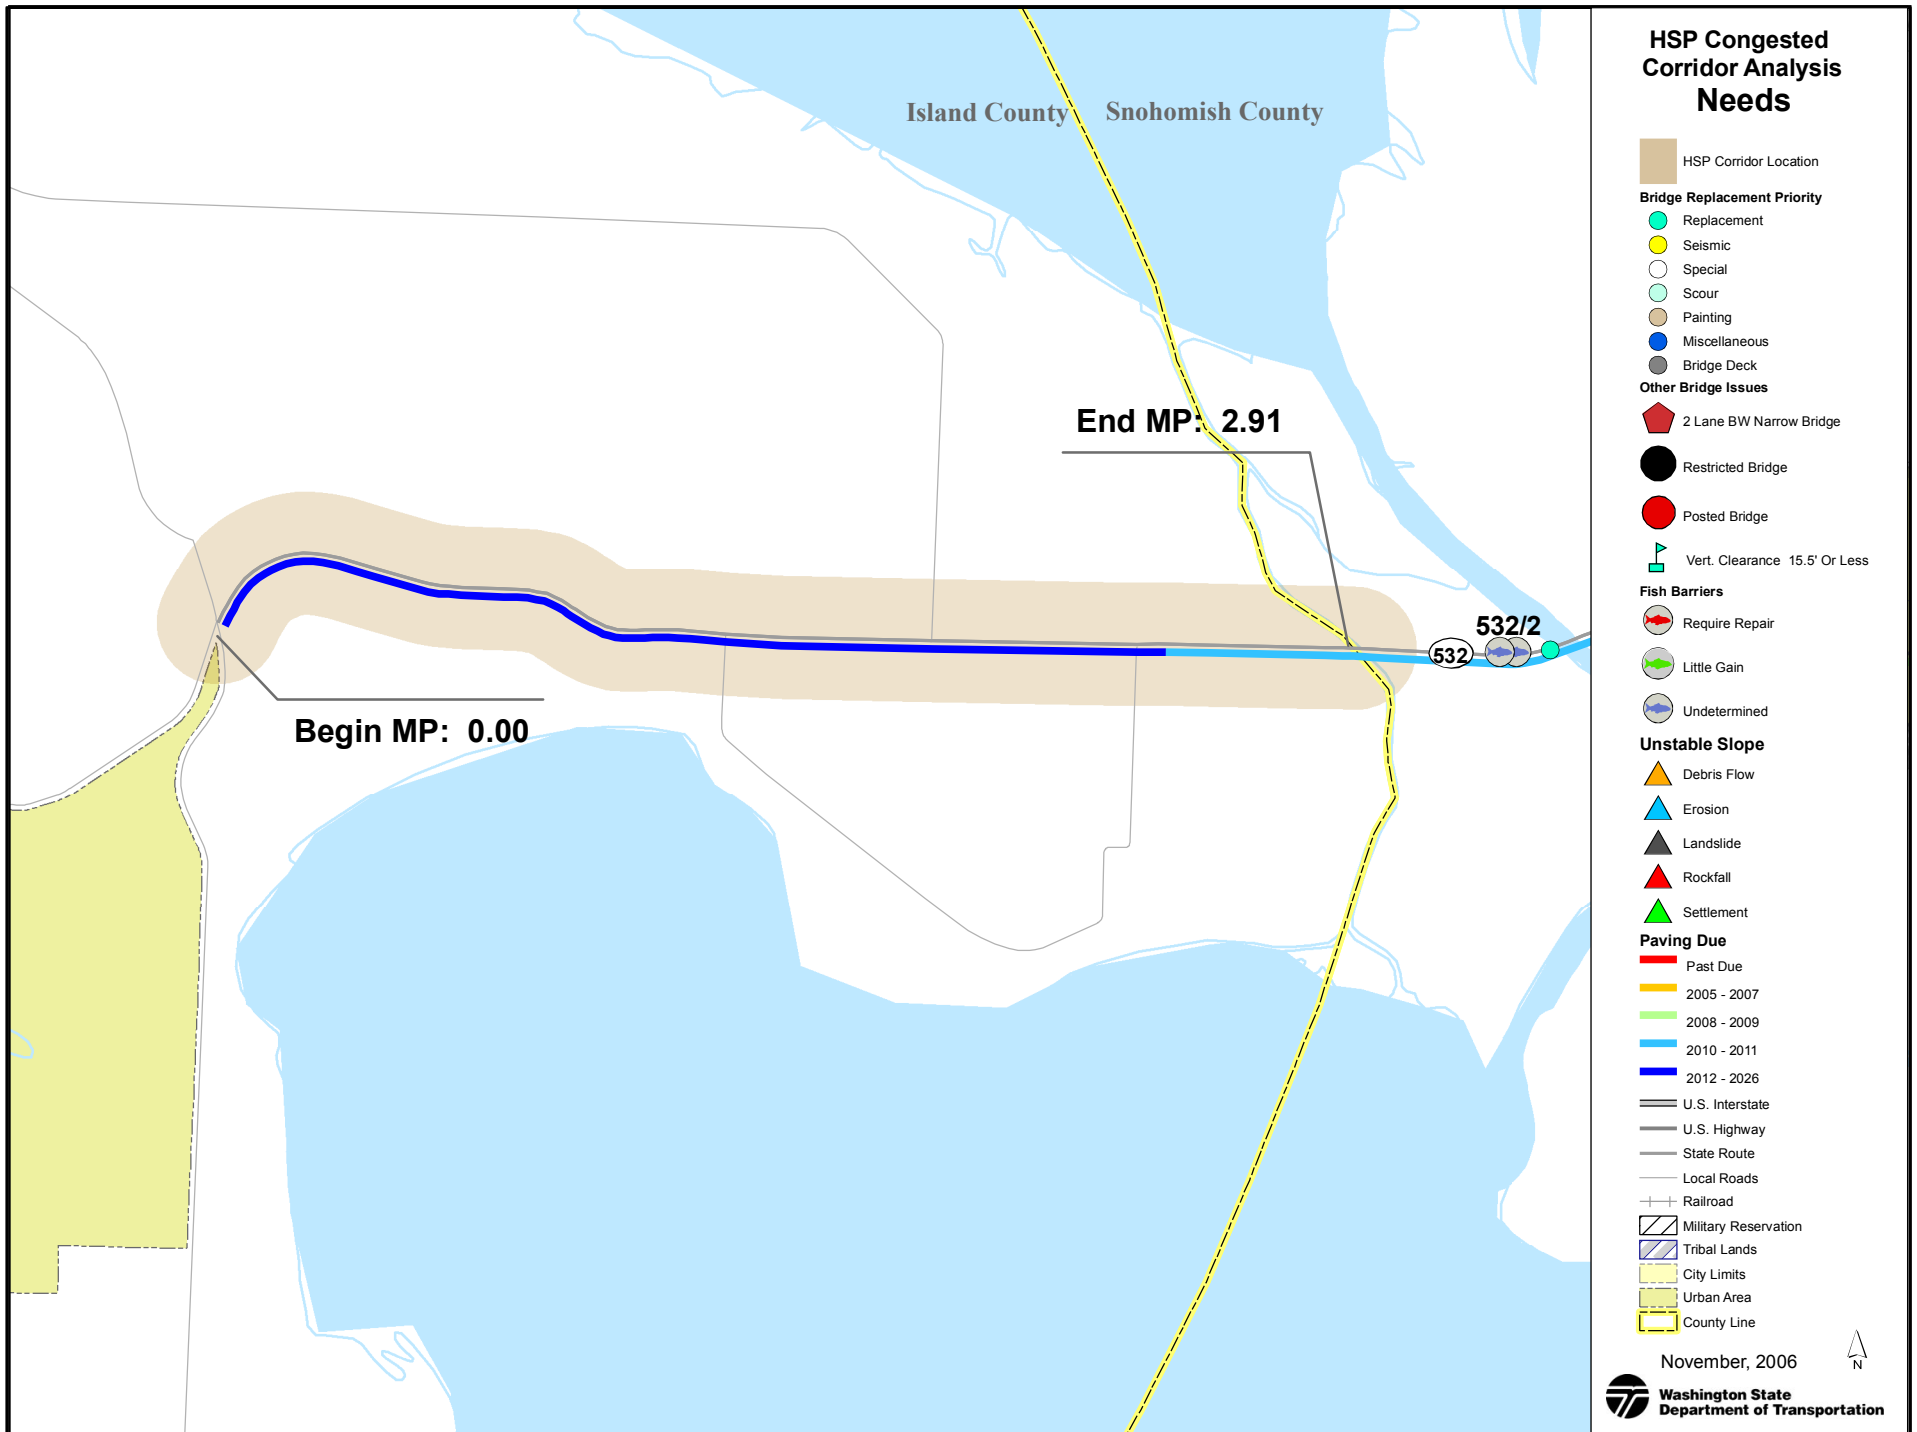 Island County
Snohomish County
End MP: 2.91
532/2
532
Begin MP: 0.00
HSP Congested
Corridor Analysis
Needs
HSP Corridor Location
Bridge Replacement Priority
Replacement
Seismic
Special
Scour
Painting
Miscellaneous
Bridge Deck
Other Bridge Issues
2 Lane BW Narrow Bridge
Restricted Bridge
Posted Bridge
Vert. Clearance 15.5' Or Less
Fish Barriers
Require Repair
Little Gain
Undetermined
Unstable Slope
Debris Flow
Erosion
Landslide
Rockfall
Settlement
Paving Due
Past Due
2005 - 2007
2008 - 2009
2010 - 2011
2012 - 2026
U.S. Interstate
U.S. Highway
State Route
Local Roads
Railroad
Military Reservation
Tribal Lands
City Limits
Urban Area
County Line
November, 2006
N
Washington State
Department of Transportation